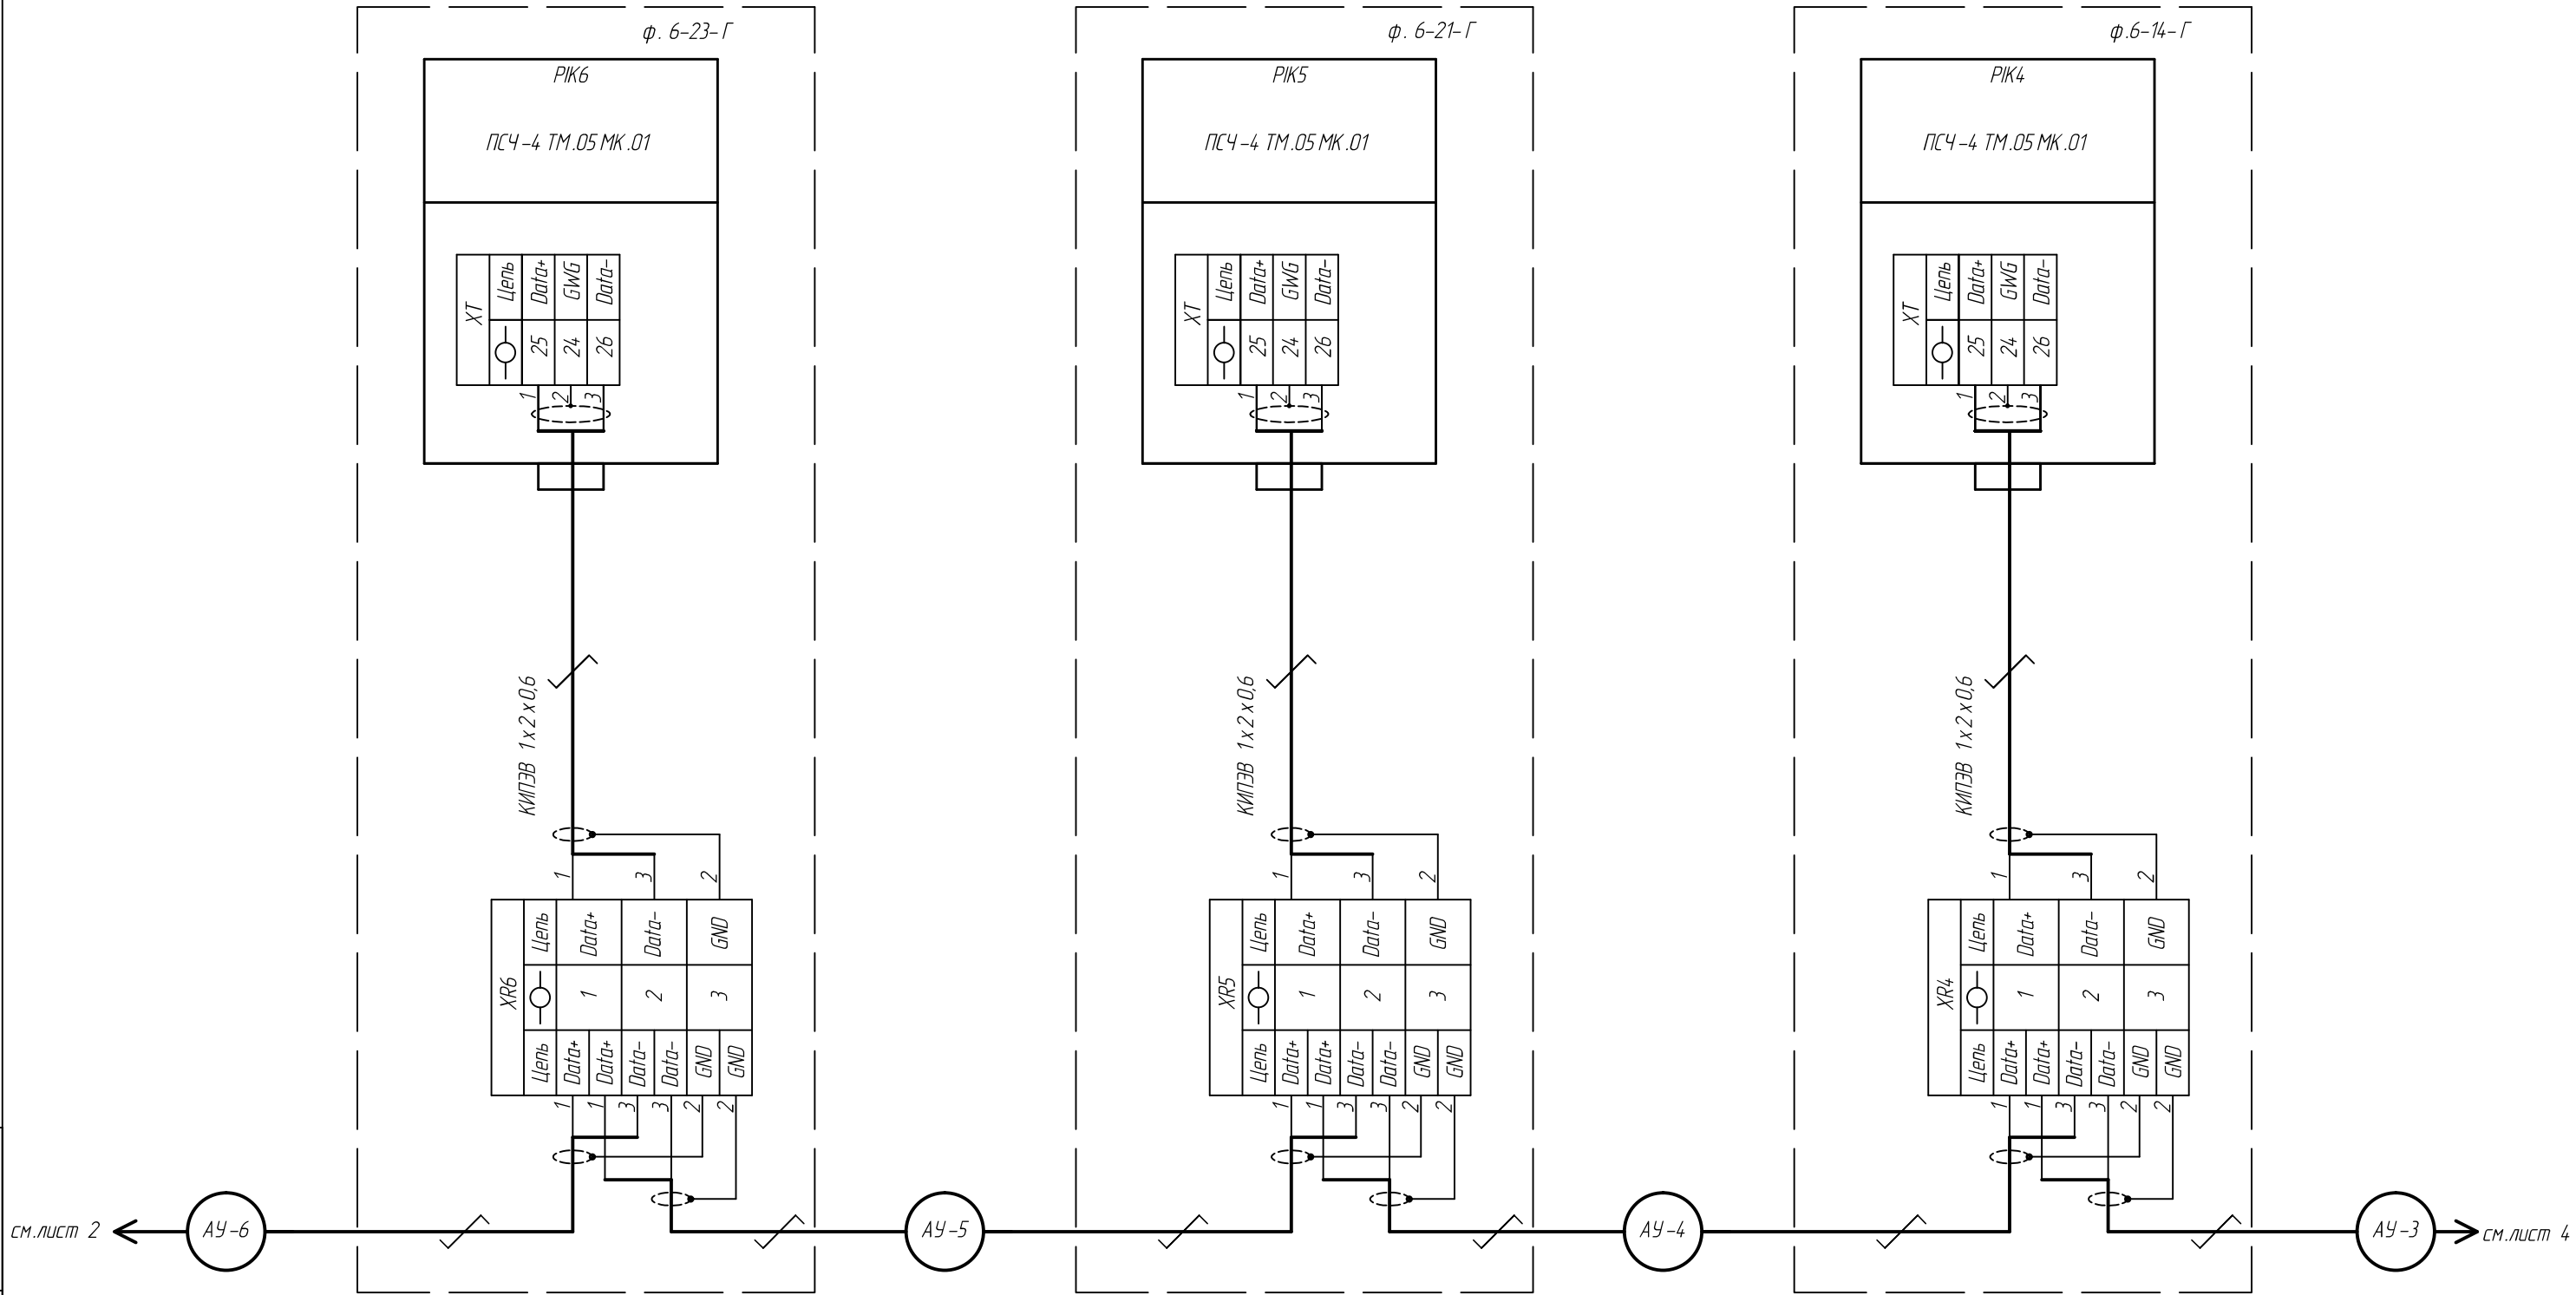 ф. 6-23-Г
PIK6
ПСЧ-4 ТМ.05 МК.01
XT
Цепь
Data+
GWG
Data-
25
24
26
1
2
3
КИПЭВ 1х2х0,6
1
3
2
XR6
Цепь
Data+
Data-
GND
1
2
3
Цепь
Data+
Data+
Data-
Data-
GND
GND
1
1
3
3
2
2
ф. 6-21-Г
PIK5
ПСЧ-4 ТМ.05 МК.01
XT
Цепь
Data+
GWG
Data-
25
24
26
1
2
3
КИПЭВ 1х2х0,6
1
3
2
XR5
Цепь
Data+
Data-
GND
1
2
3
Цепь
Data+
Data+
Data-
Data-
GND
GND
1
1
3
3
2
2
ф.6-14-Г
PIK4
ПСЧ-4 ТМ.05 МК.01
XT
Цепь
Data+
GWG
Data-
25
24
26
1
2
3
КИПЭВ 1х2х0,6
1
3
2
XR4
Цепь
Data+
Data-
GND
1
2
3
Цепь
Data+
Data+
Data-
Data-
GND
GND
1
1
3
3
2
2
см.лист 2
АУ-6
АУ-5
АУ-4
АУ-3
см.лист 4